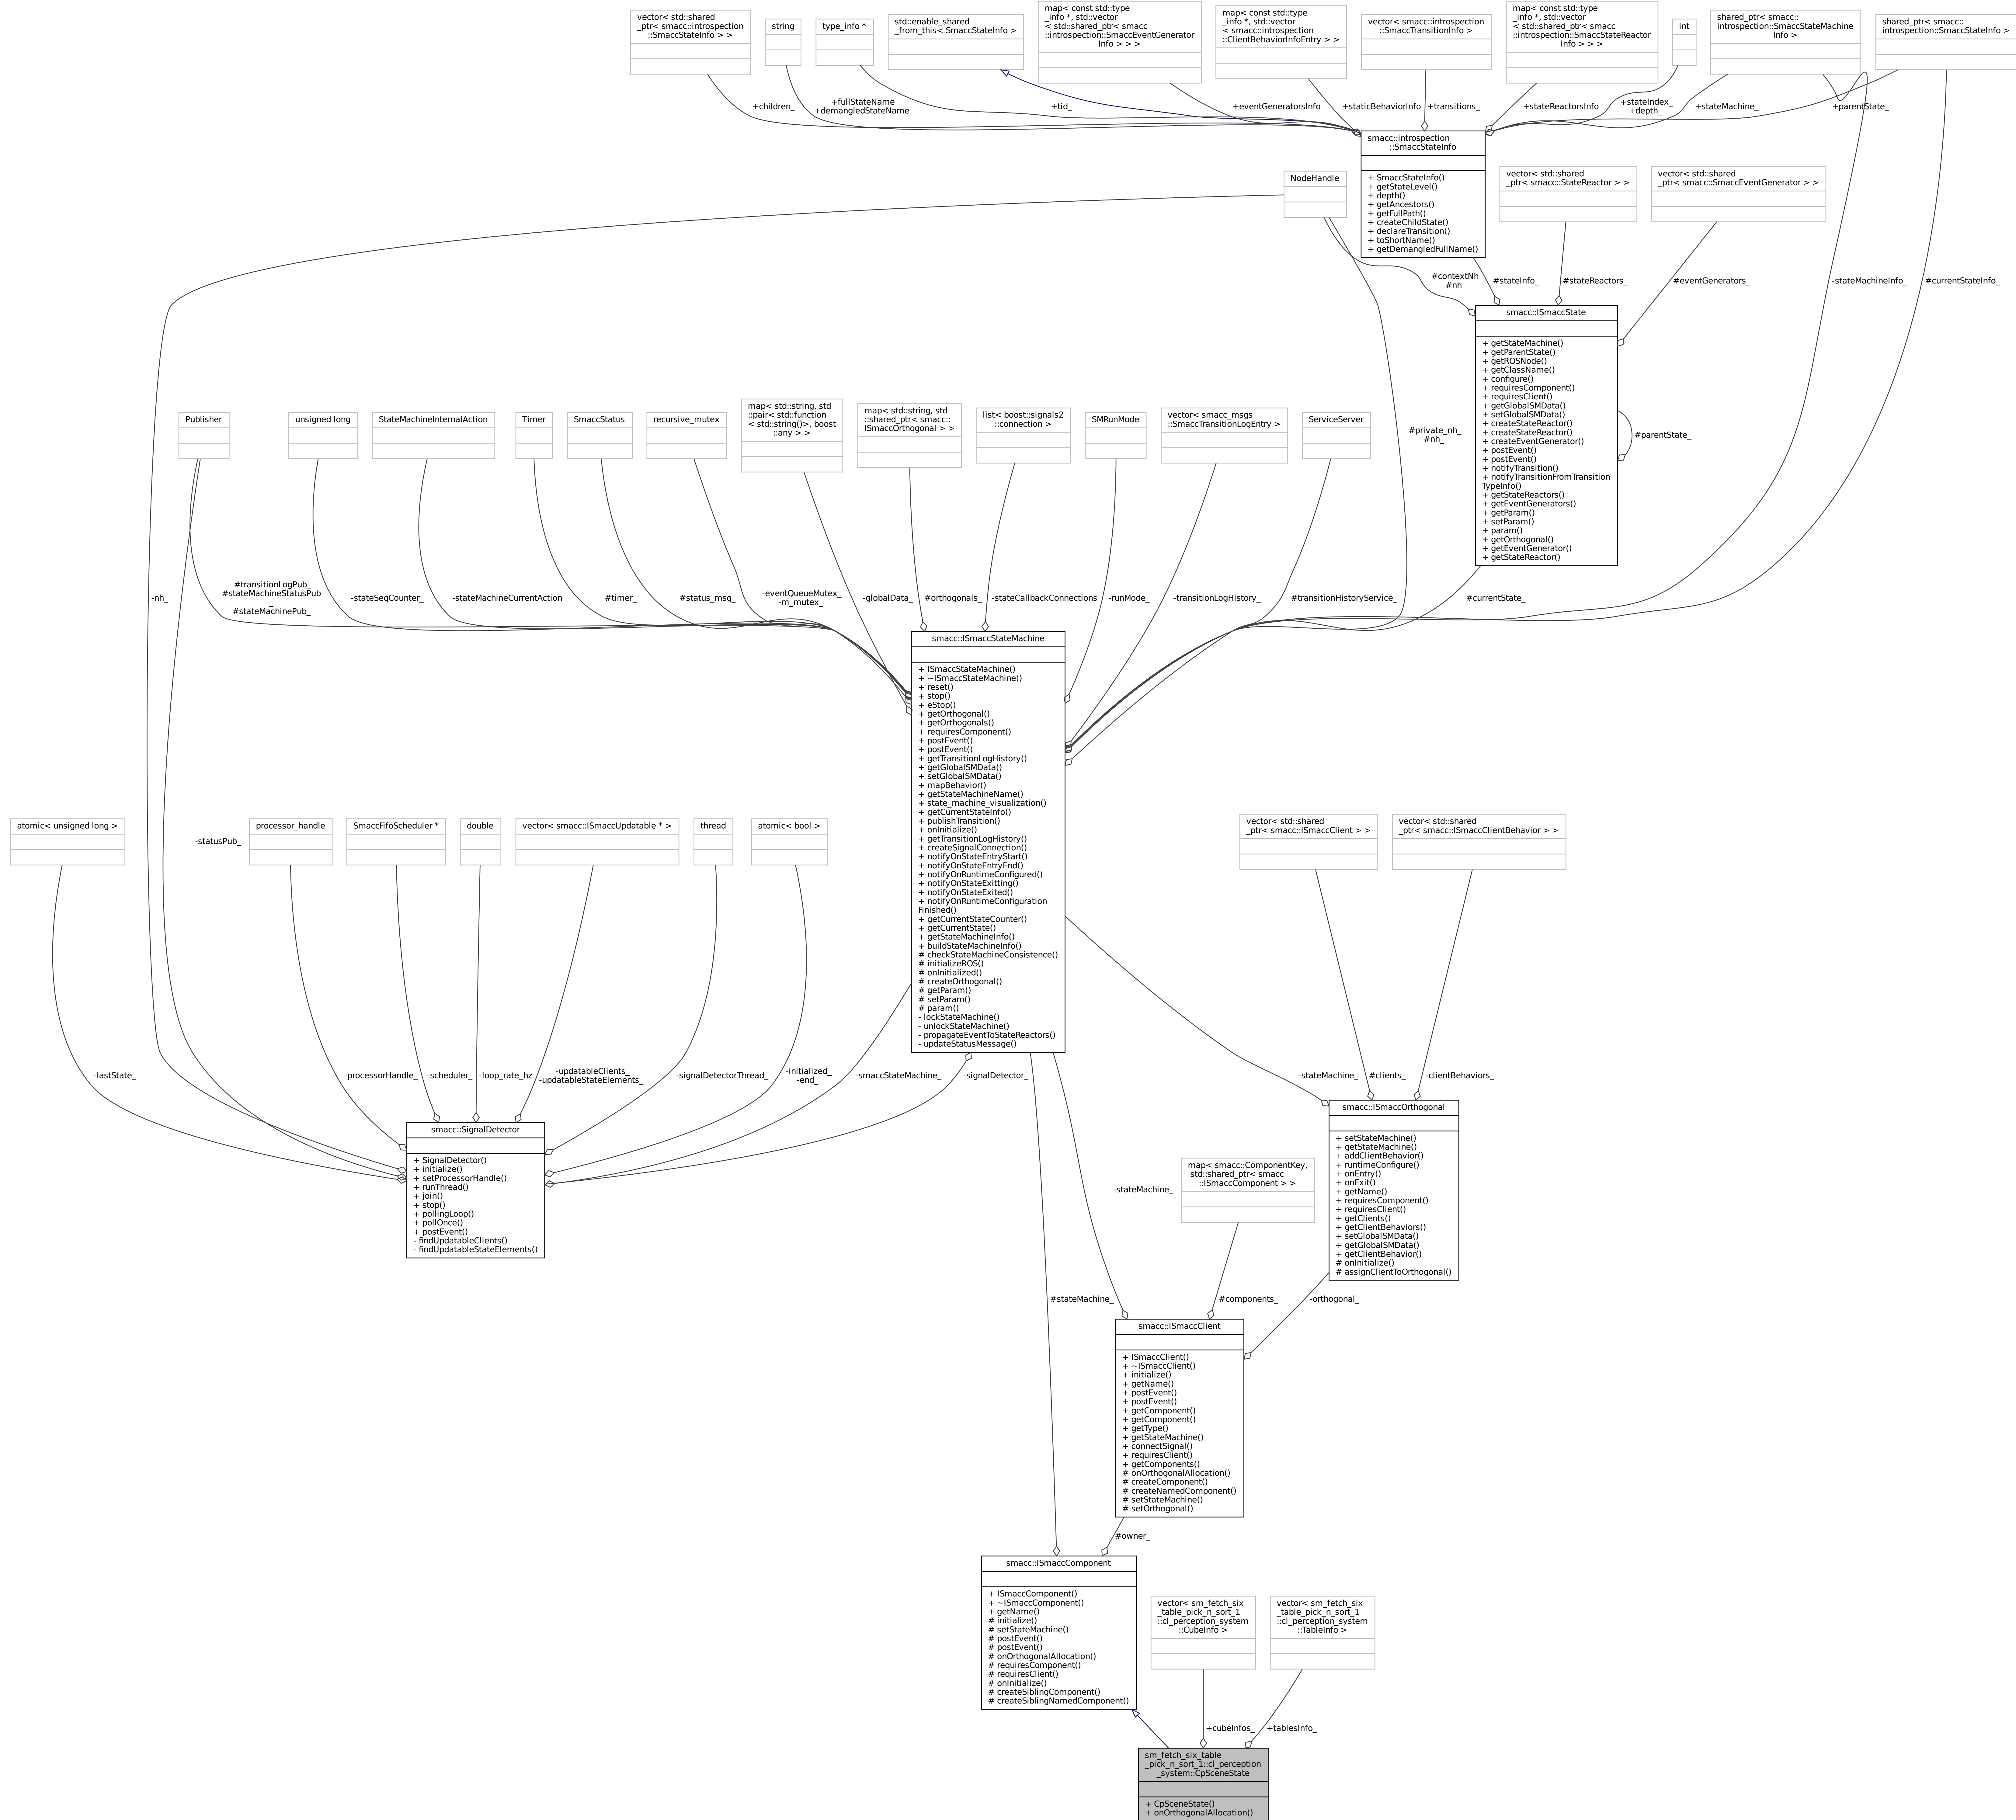 vector< std::shared
_ptr< smacc::introspection
::SmaccStateInfo > >
string
type_info *
std::enable_shared
_from_this< SmaccStateInfo >
map< const std::type
_info *, std::vector
< std::shared_ptr< smacc
::introspection::SmaccEventGenerator
Info > > >
map< const std::type
_info *, std::vector
< smacc::introspection
::ClientBehaviorInfoEntry > >
vector< smacc::introspection
::SmaccTransitionInfo >
map< const std::type
_info *, std::vector
< std::shared_ptr< smacc
::introspection::SmaccStateReactor
Info > > >
int
shared_ptr< smacc::
introspection::SmaccStateMachine
Info >
shared_ptr< smacc::
introspection::SmaccStateInfo >
+children_
+fullStateName
+demangledStateName
+tid_
+eventGeneratorsInfo
+staticBehaviorInfo
+transitions_
+stateReactorsInfo
+stateIndex_
+depth_
+stateMachine_
+parentState_
smacc::introspection
::SmaccStateInfo
+ SmaccStateInfo()
+ getStateLevel()
+ depth()
+ getAncestors()
+ getFullPath()
+ createChildState()
+ declareTransition()
+ toShortName()
+ getDemangledFullName()
NodeHandle
vector< std::shared
_ptr< smacc::StateReactor > >
vector< std::shared
_ptr< smacc::SmaccEventGenerator > >
#contextNh
#nh
#stateInfo_
#stateReactors_
#eventGenerators_
-stateMachineInfo_
#currentStateInfo_
smacc::ISmaccState
+ getStateMachine()
+ getParentState()
+ getROSNode()
+ getClassName()
+ configure()
+ requiresComponent()
+ requiresClient()
+ getGlobalSMData()
+ setGlobalSMData()
+ createStateReactor()
+ createStateReactor()
+ createEventGenerator()
+ postEvent()
+ postEvent()
+ notifyTransition()
+ notifyTransitionFromTransition
TypeInfo()
+ getStateReactors()
+ getEventGenerators()
+ getParam()
+ setParam()
+ param()
+ getOrthogonal()
+ getEventGenerator()
+ getStateReactor()
#parentState_
Publisher
unsigned long
StateMachineInternalAction
Timer
SmaccStatus
recursive_mutex
map< std::string, std
::pair< std::function
< std::string()>, boost
::any > >
map< std::string, std
::shared_ptr< smacc::
ISmaccOrthogonal > >
list< boost::signals2
::connection >
SMRunMode
vector< smacc_msgs
::SmaccTransitionLogEntry >
ServiceServer
#private_nh_
#nh_
-nh_
#transitionLogPub_
#stateMachineStatusPub
_
#stateMachinePub_
-stateSeqCounter_
-stateMachineCurrentAction
#timer_
#status_msg_
-eventQueueMutex_
-m_mutex_
-globalData_
#orthogonals_
-stateCallbackConnections
-runMode_
-transitionLogHistory_
#transitionHistoryService_
#currentState_
smacc::ISmaccStateMachine
+ ISmaccStateMachine()
+ ~ISmaccStateMachine()
+ reset()
+ stop()
+ eStop()
+ getOrthogonal()
+ getOrthogonals()
+ requiresComponent()
+ postEvent()
+ postEvent()
+ getTransitionLogHistory()
+ getGlobalSMData()
+ setGlobalSMData()
+ mapBehavior()
+ getStateMachineName()
+ state_machine_visualization()
+ getCurrentStateInfo()
+ publishTransition()
+ onInitialize()
+ getTransitionLogHistory()
+ createSignalConnection()
+ notifyOnStateEntryStart()
+ notifyOnStateEntryEnd()
+ notifyOnRuntimeConfigured()
+ notifyOnStateExitting()
+ notifyOnStateExited()
+ notifyOnRuntimeConfiguration
Finished()
+ getCurrentStateCounter()
+ getCurrentState()
+ getStateMachineInfo()
+ buildStateMachineInfo()
# checkStateMachineConsistence()
# initializeROS()
# onInitialized()
# createOrthogonal()
# getParam()
# setParam()
# param()
- lockStateMachine()
- unlockStateMachine()
- propagateEventToStateReactors()
- updateStatusMessage()
atomic< unsigned long >
-statusPub_
processor_handle
SmaccFifoScheduler *
double
vector< smacc::ISmaccUpdatable * >
thread
atomic< bool >
vector< std::shared
_ptr< smacc::ISmaccClient > >
vector< std::shared
_ptr< smacc::ISmaccClientBehavior > >
-lastState_
-processorHandle_
-scheduler_
-loop_rate_hz
-updatableClients_
-updatableStateElements_
-signalDetectorThread_
-initialized_
-end_
-smaccStateMachine_
-signalDetector_
-stateMachine_
#clients_
-clientBehaviors_
smacc::SignalDetector
+ SignalDetector()
+ initialize()
+ setProcessorHandle()
+ runThread()
+ join()
+ stop()
+ pollingLoop()
+ pollOnce()
+ postEvent()
- findUpdatableClients()
- findUpdatableStateElements()
smacc::ISmaccOrthogonal
+ setStateMachine()
+ getStateMachine()
+ addClientBehavior()
+ runtimeConfigure()
+ onEntry()
+ onExit()
+ getName()
+ requiresComponent()
+ requiresClient()
+ getClients()
+ getClientBehaviors()
+ setGlobalSMData()
+ getGlobalSMData()
+ getClientBehavior()
# onInitialize()
# assignClientToOrthogonal()
-stateMachine_
map< smacc::ComponentKey,
std::shared_ptr< smacc
::ISmaccComponent > >
#stateMachine_
#components_
-orthogonal_
smacc::ISmaccClient
+ ISmaccClient()
+ ~ISmaccClient()
+ initialize()
+ getName()
+ postEvent()
+ postEvent()
+ getComponent()
+ getComponent()
+ getType()
+ getStateMachine()
+ connectSignal()
+ requiresClient()
+ getComponents()
# onOrthogonalAllocation()
# createComponent()
# createNamedComponent()
# setStateMachine()
# setOrthogonal()
#owner_
smacc::ISmaccComponent
+ ISmaccComponent()
+ ~ISmaccComponent()
+ getName()
# initialize()
# setStateMachine()
# postEvent()
# postEvent()
# onOrthogonalAllocation()
# requiresComponent()
# requiresClient()
# onInitialize()
# createSiblingComponent()
# createSiblingNamedComponent()
vector< sm_fetch_six
_table_pick_n_sort_1
::cl_perception_system
::CubeInfo >
vector< sm_fetch_six
_table_pick_n_sort_1
::cl_perception_system
::TableInfo >
+cubeInfos_
+tablesInfo_
sm_fetch_six_table
_pick_n_sort_1::cl_perception
_system::CpSceneState
+ CpSceneState()
+ onOrthogonalAllocation()